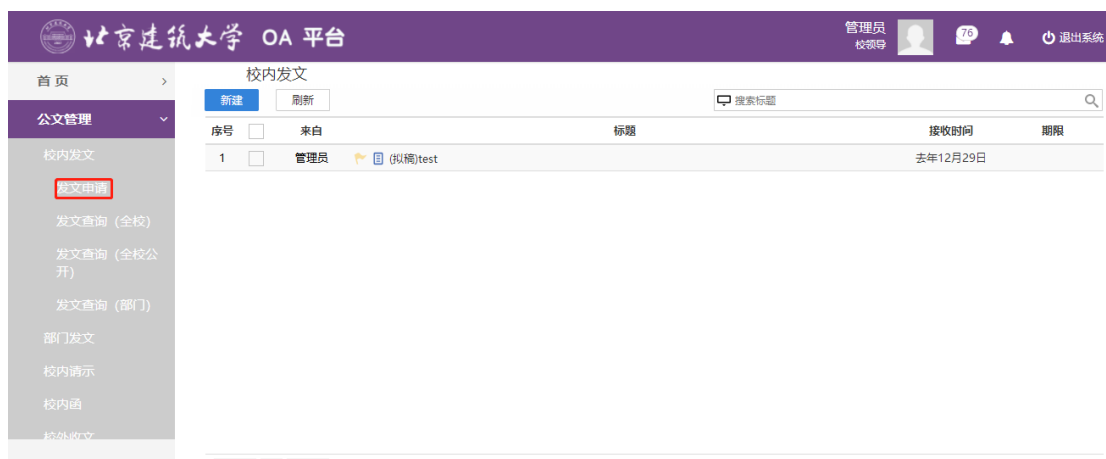 北京建筑大学 OA 平台
管理员
校领导
76
退出系统
首页
校内发文
新建
刷新
搜索标题
公文管理
序号
来自
标题
接收时间
期限
1
管理员
(拟稿)test
去年12月29日
校内发文
发文申请
发文查询 (全校)
发文查询 (全校公
开)
发文查询 (部门)
部门发文
校内请示
校内函
校外收文